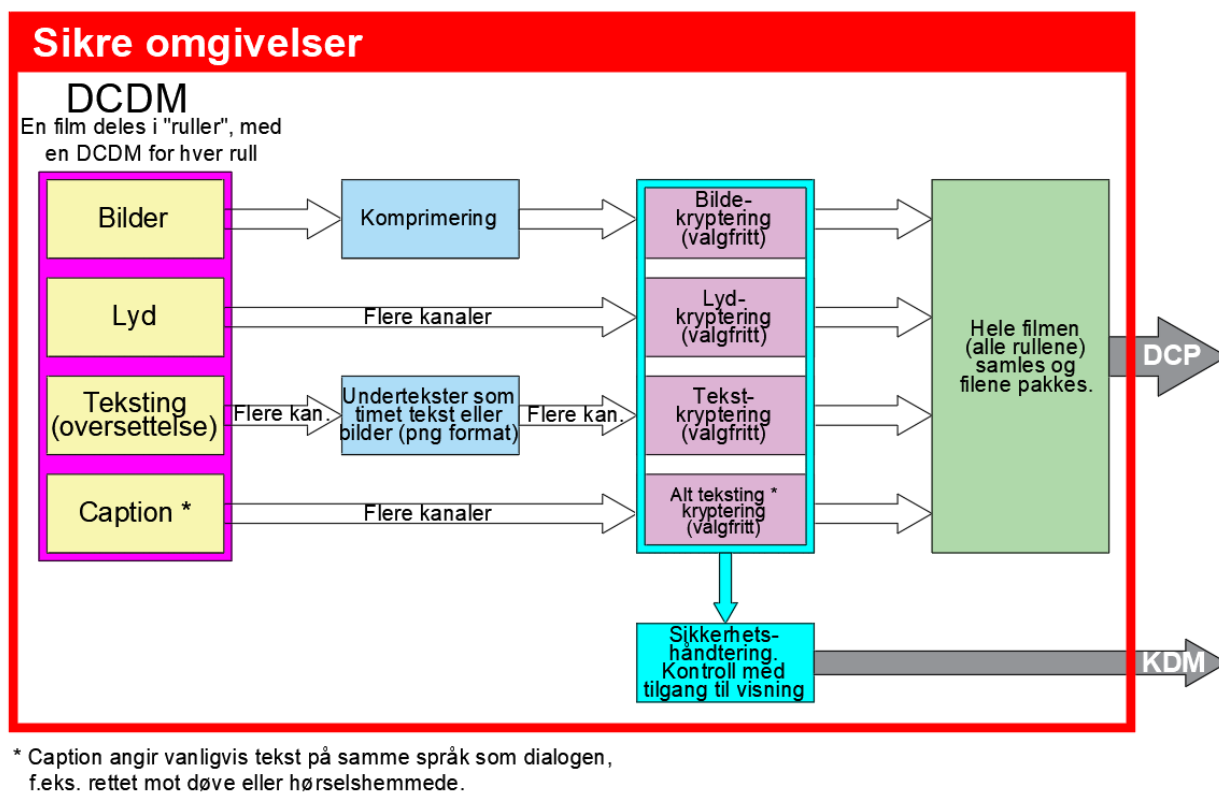 Sikre omgivelser
DCDM
En film deles i "ruller", med
en DCDM for hver rull
Bilder
Komprimering
Bilde-
kryptering
(valgfritt)
Lyd
Flere kanaler
Lyd-
kryptering
(valgfritt)
Teksting
(oversettelse)
Flere kan.
Undertekster som
timet tekst eller
bilder (png format)
Flere kan.
Tekst-
kryptering
(valgfritt)
Caption *
Flere kanaler
Alt teksting *
kryptering
(valgfritt)
Hele filmen
(alle rullene)
samles og
filene pakkes.
DCP
Sikkerhets-
håndtering.
Kontroll med
tilgang til visning
KDM
* Caption angir vanligvis tekst på samme språk som dialogen,
f.eks. rettet mot døve eller hørselshemmede.